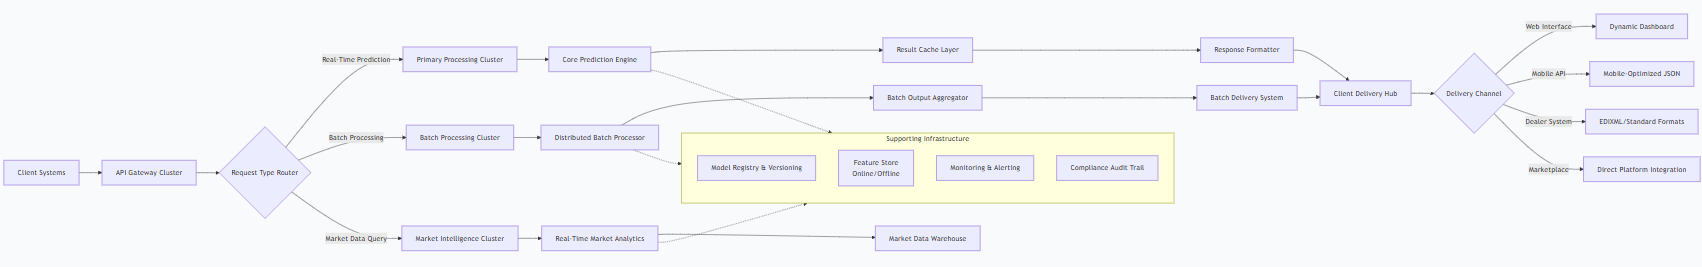 Client Systems
API Gateway Cluster
Request Type Router
Real-Time Prediction
Primary Processing Cluster
Core Prediction Engine
Result Cache Layer
Response Formatter
Batch Processing
Batch Processing Cluster
Distributed Batch Processor
Batch Output Aggregator
Batch Delivery System
Client Delivery Hub
Delivery Channel
Web Interface
Dynamic Dashboard
Mobile API
Mobile-Optimized JSON
Dealer System
EDIXML/Standard Formats
Marketplace
Direct Platform Integration
Supporting Infrastructure
Model Registry & Versioning
Feature Store
Online/Offline
Monitoring & Alerting
Compliance Audit Trail
Market Data Query
Market Intelligence Cluster
Real-Time Market Analytics
Market Data Warehouse